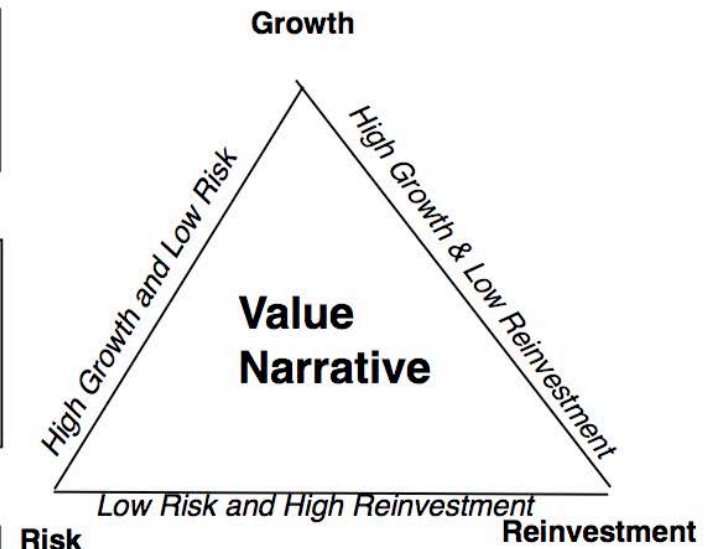 Growth
High Growth and Low Risk
High Growth & Low Reinvestment
Value
Narrative
Low Risk and High Reinvestment
Risk
Reinvestment